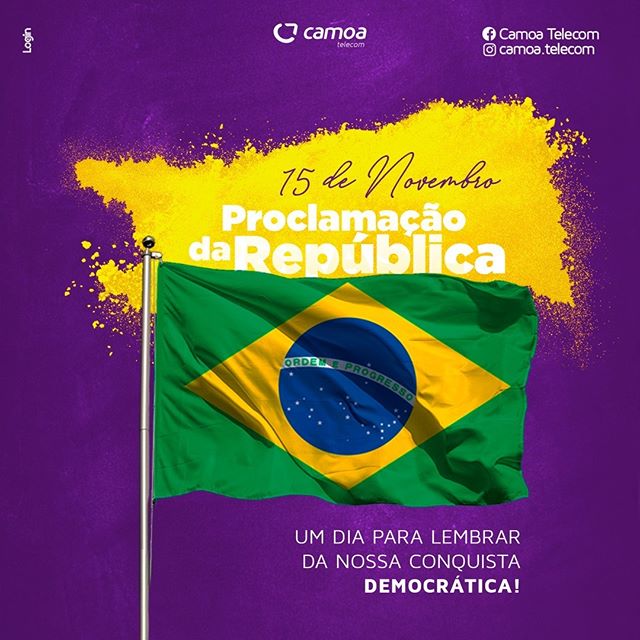 Login
camoa
telecom
Camoa Telecom
camoa.telecom
15 de Novembro
Proclamação
da República
ORDEM E PROGRESSO
UM DIA PARA LEMBRAR
DA NOSSA CONQUISTA
DEMOCRÁTICA!